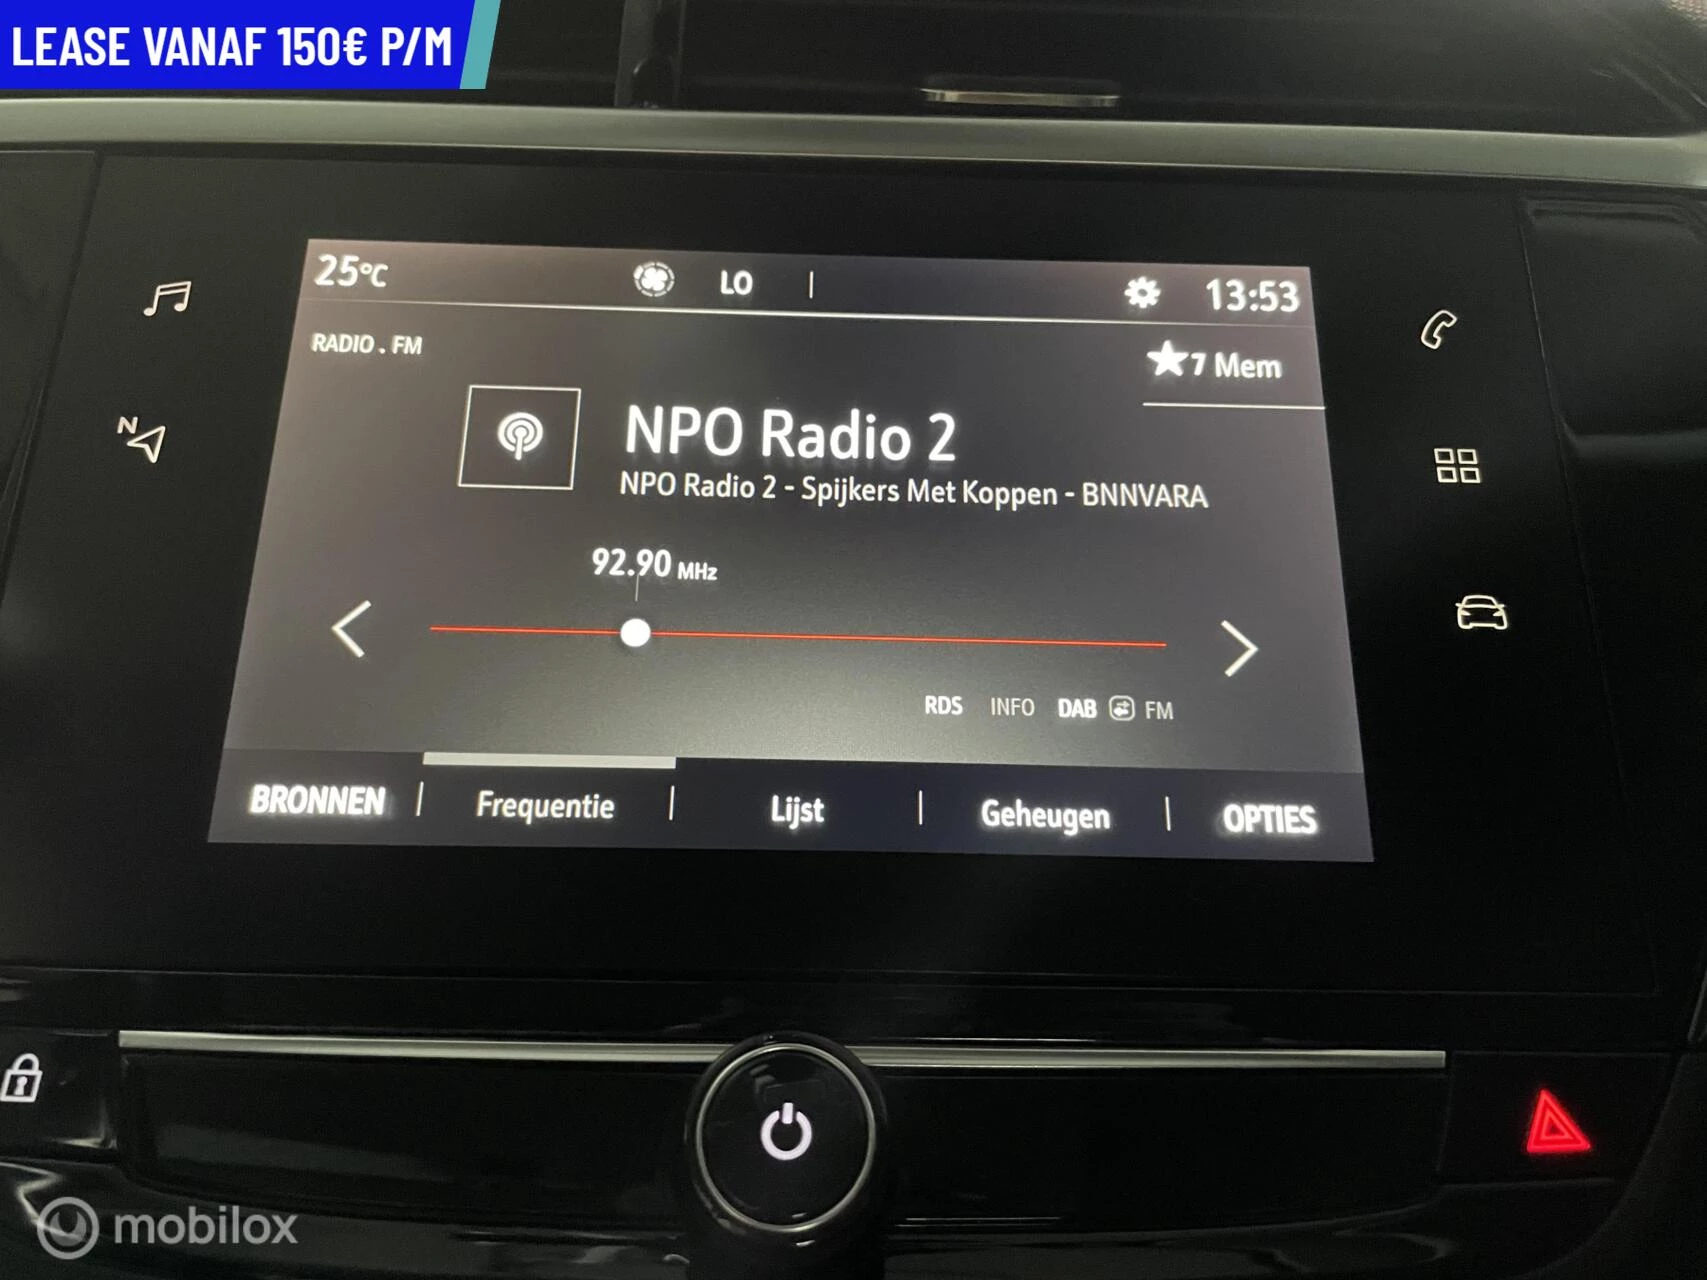 LEASE VANAF 150€ P/M
25°C LO 13:53
RADIO . FM
7 Mem
NPO Radio 2
NPO Radio 2 - Spijkers Met Koppen - BNNVARA
92.90 MHz
N
RDS INFO DAB FM
BRONNEN Frequentie Lijst Geheugen OPTIES
mobilox